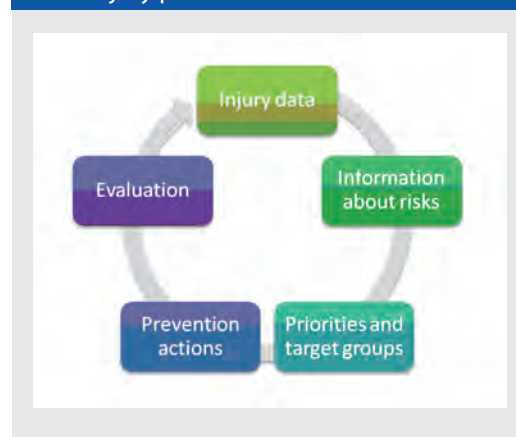 Injury data
Information
about risks
Priorities and
target groups
Prevention
actions
Evaluation